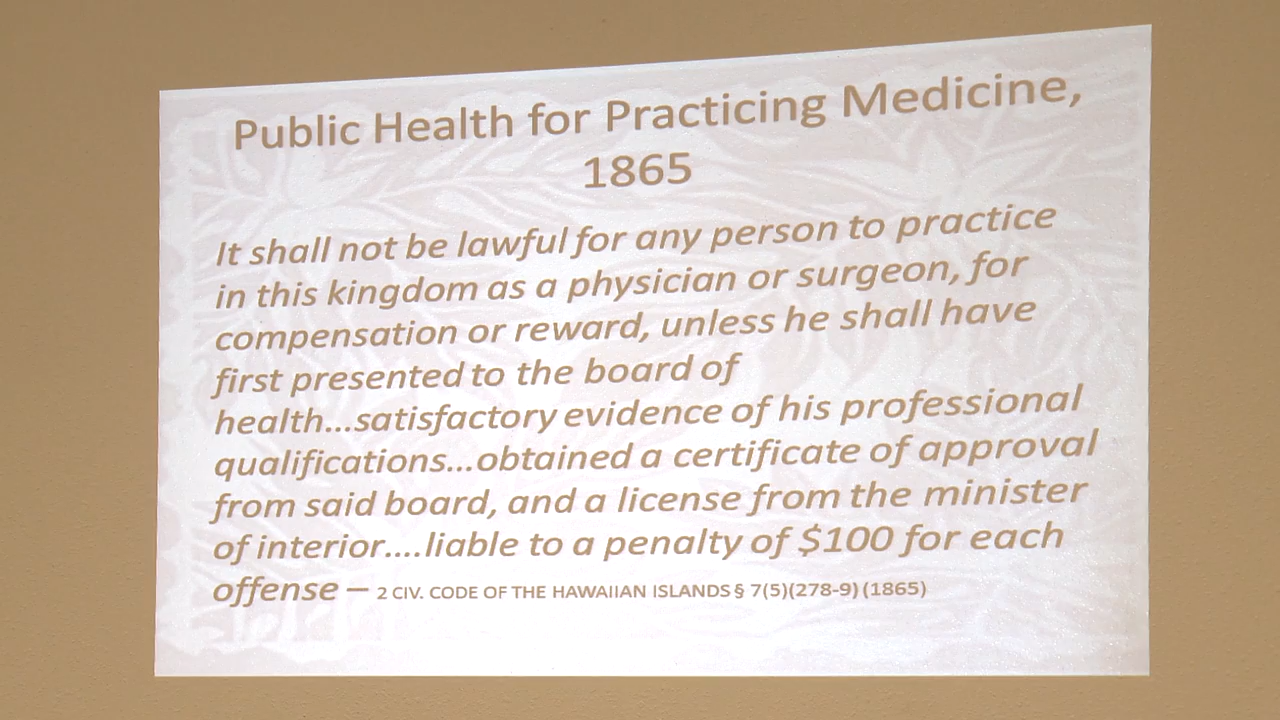 Public Health for Practicing Medicine,
1865
It shall not be lawful for any person to practice
in this kingdom as a physician or surgeon, for
compensation or reward, unless he shall have
first presented to the board of
health...satisfactory evidence of his professional
qualifications...obtained a certificate of approval
from said board, and a license from the minister
of interior....liable to a penalty of $100 for each
offense – 2 CIV. CODE OF THE HAWAIIAN ISLANDS § 7(5)(278-9) (1865)